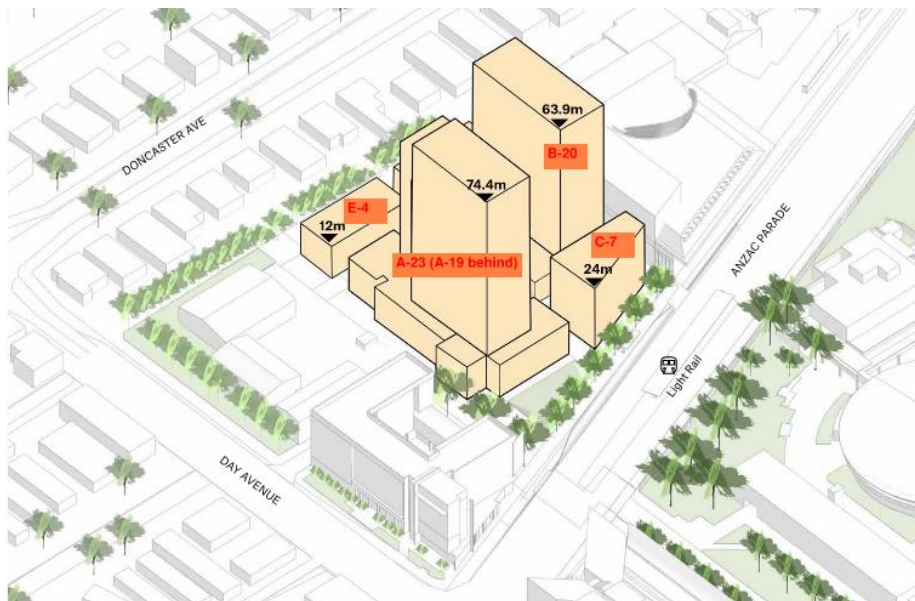 63.9m
B-20
DONCASTER AVE
74.4m
E-4
12m
ANZAC PARADE
C-7
A-23 (A-19 behind)
24m
Light Rail
DAY AVENUE